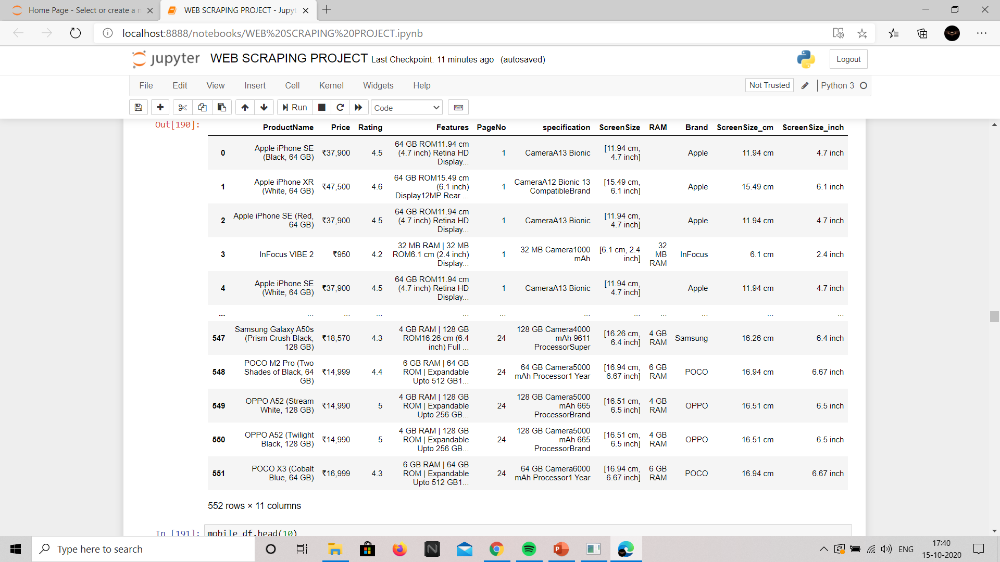 Home Page - Select or create a n
WEB SCRAPING PROJECT - Jupyt
localhost:8888/notebooks/WEB%20SCRAPING%20PROJECT.ipynb
jupyter WEB SCRAPING PROJECT Last Checkpoint: 11 minutes ago (autosaved)
Logout
File Edit View Insert Cell Kernel Widgets Help
Not Trusted Python 3
Run Code
Out[190]:
ProductName Price Rating Features PageNo specification ScreenSize RAM Brand ScreenSize_cm ScreenSize_inch
0 Apple iPhone SE (Black, 64 GB) ₹37,900 4.5 64 GB ROM11.94 cm (4.7 inch) Retina HD Display... 1 CameraA13 Bionic [11.94 cm, 4.7 inch] Apple 11.94 cm 4.7 inch
1 Apple iPhone XR (White, 64 GB) ₹47,500 4.6 64 GB ROM15.49 cm (6.1 inch) Display12MP Rear ... 1 CameraA12 Bionic 13 CompatibleBrand [15.49 cm, 6.1 inch] Apple 15.49 cm 6.1 inch
2 Apple iPhone SE (Red, 64 GB) ₹37,900 4.5 64 GB ROM11.94 cm (4.7 inch) Retina HD Display... 1 CameraA13 Bionic [11.94 cm, 4.7 inch] Apple 11.94 cm 4.7 inch
3 InFocus VIBE 2 ₹950 4.2 32 MB RAM | 32 MB ROM6.1 cm (2.4 inch) Display... 1 32 MB Camera1000 mAh [6.1 cm, 2.4 inch] 32 MB RAM InFocus 6.1 cm 2.4 inch
4 Apple iPhone SE (White, 64 GB) ₹37,900 4.5 64 GB ROM11.94 cm (4.7 inch) Retina HD Display... 1 CameraA13 Bionic [11.94 cm, 4.7 inch] Apple 11.94 cm 4.7 inch
... ... ... ... ... ... ... ... ... ... ... ...
547 Samsung Galaxy A50s (Prism Crush Black, 128 GB) ₹18,570 4.3 4 GB RAM | 128 GB ROM16.26 cm (6.4 inch) Full ... 24 128 GB Camera4000 mAh 9611 ProcessorSuper [16.26 cm, 6.4 inch] 4 GB RAM Samsung 16.26 cm 6.4 inch
548 POCO M2 Pro (Two Shades of Black, 64 GB) ₹14,999 4.4 6 GB RAM | 64 GB ROM | Expandable Upto 512 GB1... 24 64 GB Camera5000 mAh Processor1 Year [16.94 cm, 6.67 inch] 6 GB RAM POCO 16.94 cm 6.67 inch
549 OPPO A52 (Stream White, 128 GB) ₹14,990 5 4 GB RAM | 128 GB ROM | Expandable Upto 256 GB... 24 128 GB Camera5000 mAh 665 ProcessorBrand [16.51 cm, 6.5 inch] 4 GB RAM OPPO 16.51 cm 6.5 inch
550 OPPO A52 (Twilight Black, 128 GB) ₹14,990 5 4 GB RAM | 128 GB ROM | Expandable Upto 256 GB... 24 128 GB Camera5000 mAh 665 ProcessorBrand [16.51 cm, 6.5 inch] 4 GB RAM OPPO 16.51 cm 6.5 inch
551 POCO X3 (Cobalt Blue, 64 GB) ₹16,999 4.3 6 GB RAM | 64 GB ROM | Expandable Upto 512 GB1... 24 64 GB Camera6000 mAh Processor1 Year [16.94 cm, 6.67 inch] 6 GB RAM POCO 16.94 cm 6.67 inch
552 rows × 11 columns
In [191]: mobile_df.head(10)
Type here to search
ENG
17:40
15-10-2020